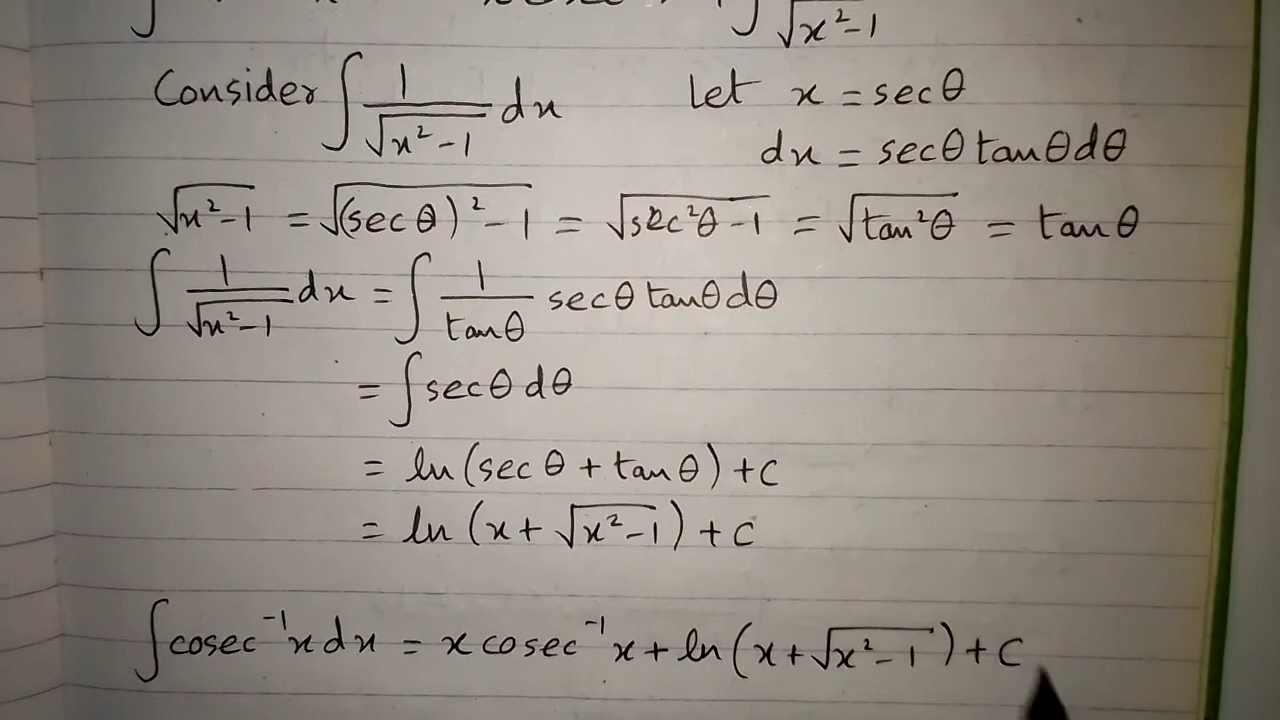 ∫ √x²-1
Consider ∫ 1/√x²-1 dx Let x = secθ
dx = secθ tanθ dθ
√x²-1 = √(secθ)²-1 = √sec²θ-1 = √tan²θ = tanθ
∫ 1/√x²-1 dx = ∫ 1/tanθ secθ tanθ dθ
= ∫ secθ dθ
= ln(secθ + tanθ) + c
= ln(x + √x²-1) + c
∫ cosec⁻¹x dx = x cosec⁻¹x + ln(x + √x²-1) + c